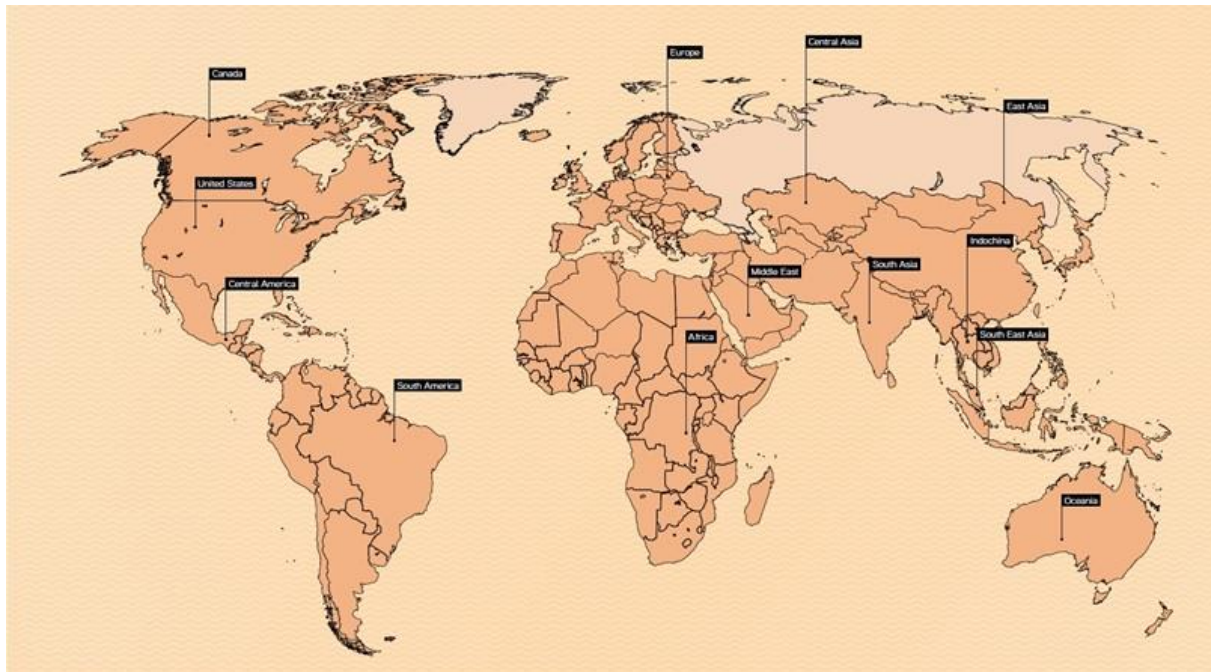 Central Asia
Europe
Canada
East Asia
United States
Indochina
South Asia
Middle East
Central America
South East Asia
Africa
South America
Oceania